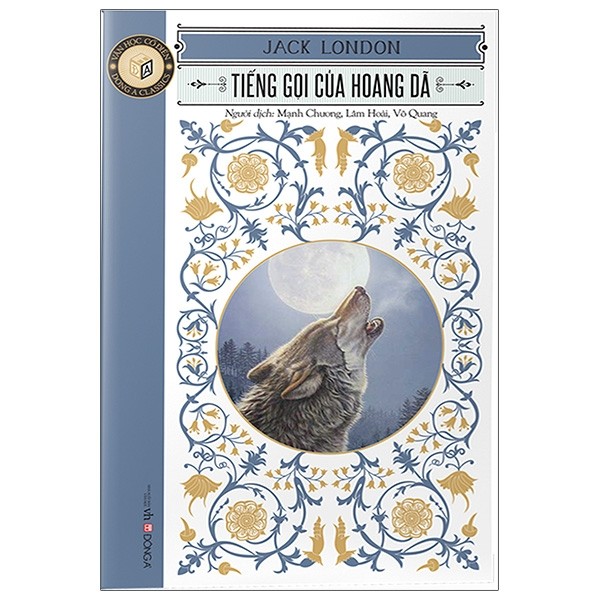 VĂN HỌC CỔ ĐIỂN
ĐÔNG A CLASSICS
JACK LONDON
TIẾNG GỌI CỦA HOANG DÃ
Người dịch: Mạnh Chương, Lâm Hoài, Võ Quang
vh
ĐÔNG A